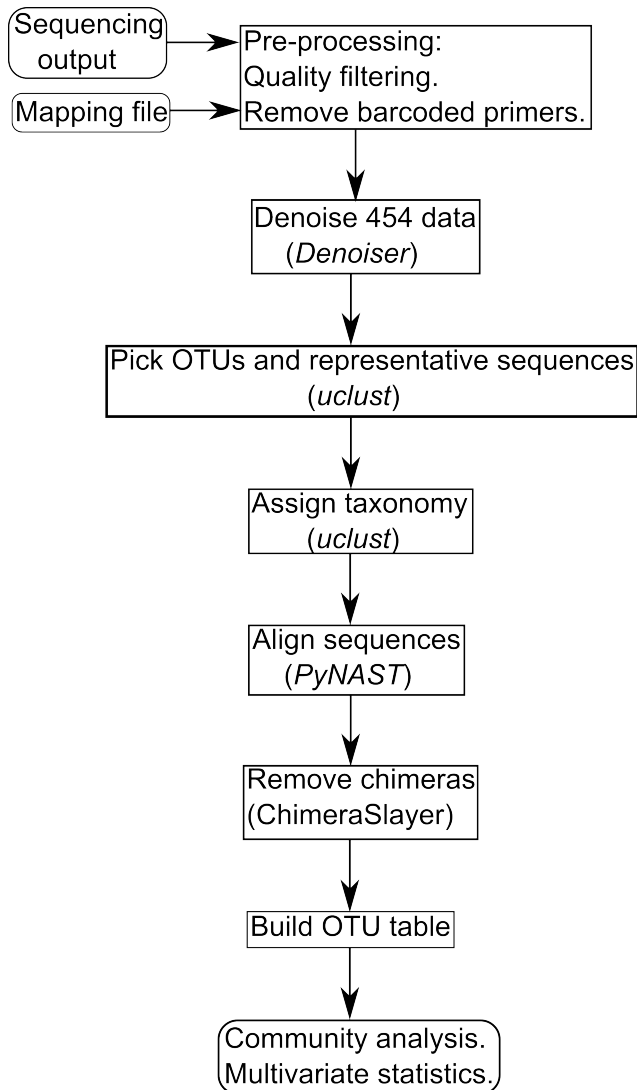 Sequencing
output
Mapping file
Pre-processing:
Quality filtering.
Remove barcoded primers.
Denoise 454 data
(Denoiser)
Pick OTUs and representative sequences
(uclust)
Assign taxonomy
(uclust)
Align sequences
(PyNAST)
Remove chimeras
(ChimeraSlayer)
Build OTU table
Community analysis.
Multivariate statistics.